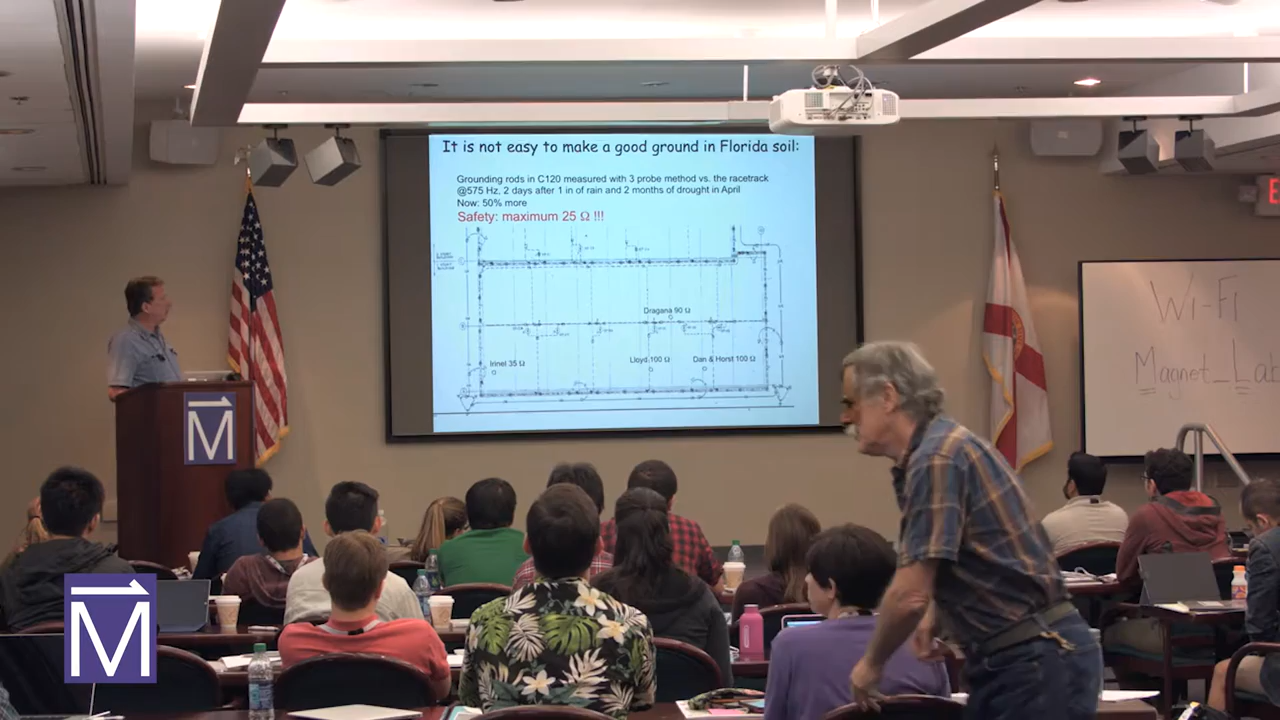 It is not easy to make a good ground in Florida soil:
Grounding rods in C120 measured with 3 probe method vs. the racetrack
@575 Hz, 2 days after 1 in of rain and 2 months of drought in April
Now: 50% more
Safety: maximum 25 Ω !!!
Dragana 90 Ω
Irinel 35 Ω
Lloyd 100 Ω
Dan & Horst 100 Ω
Wi-Fi
Magnet_Lab
E
M
M